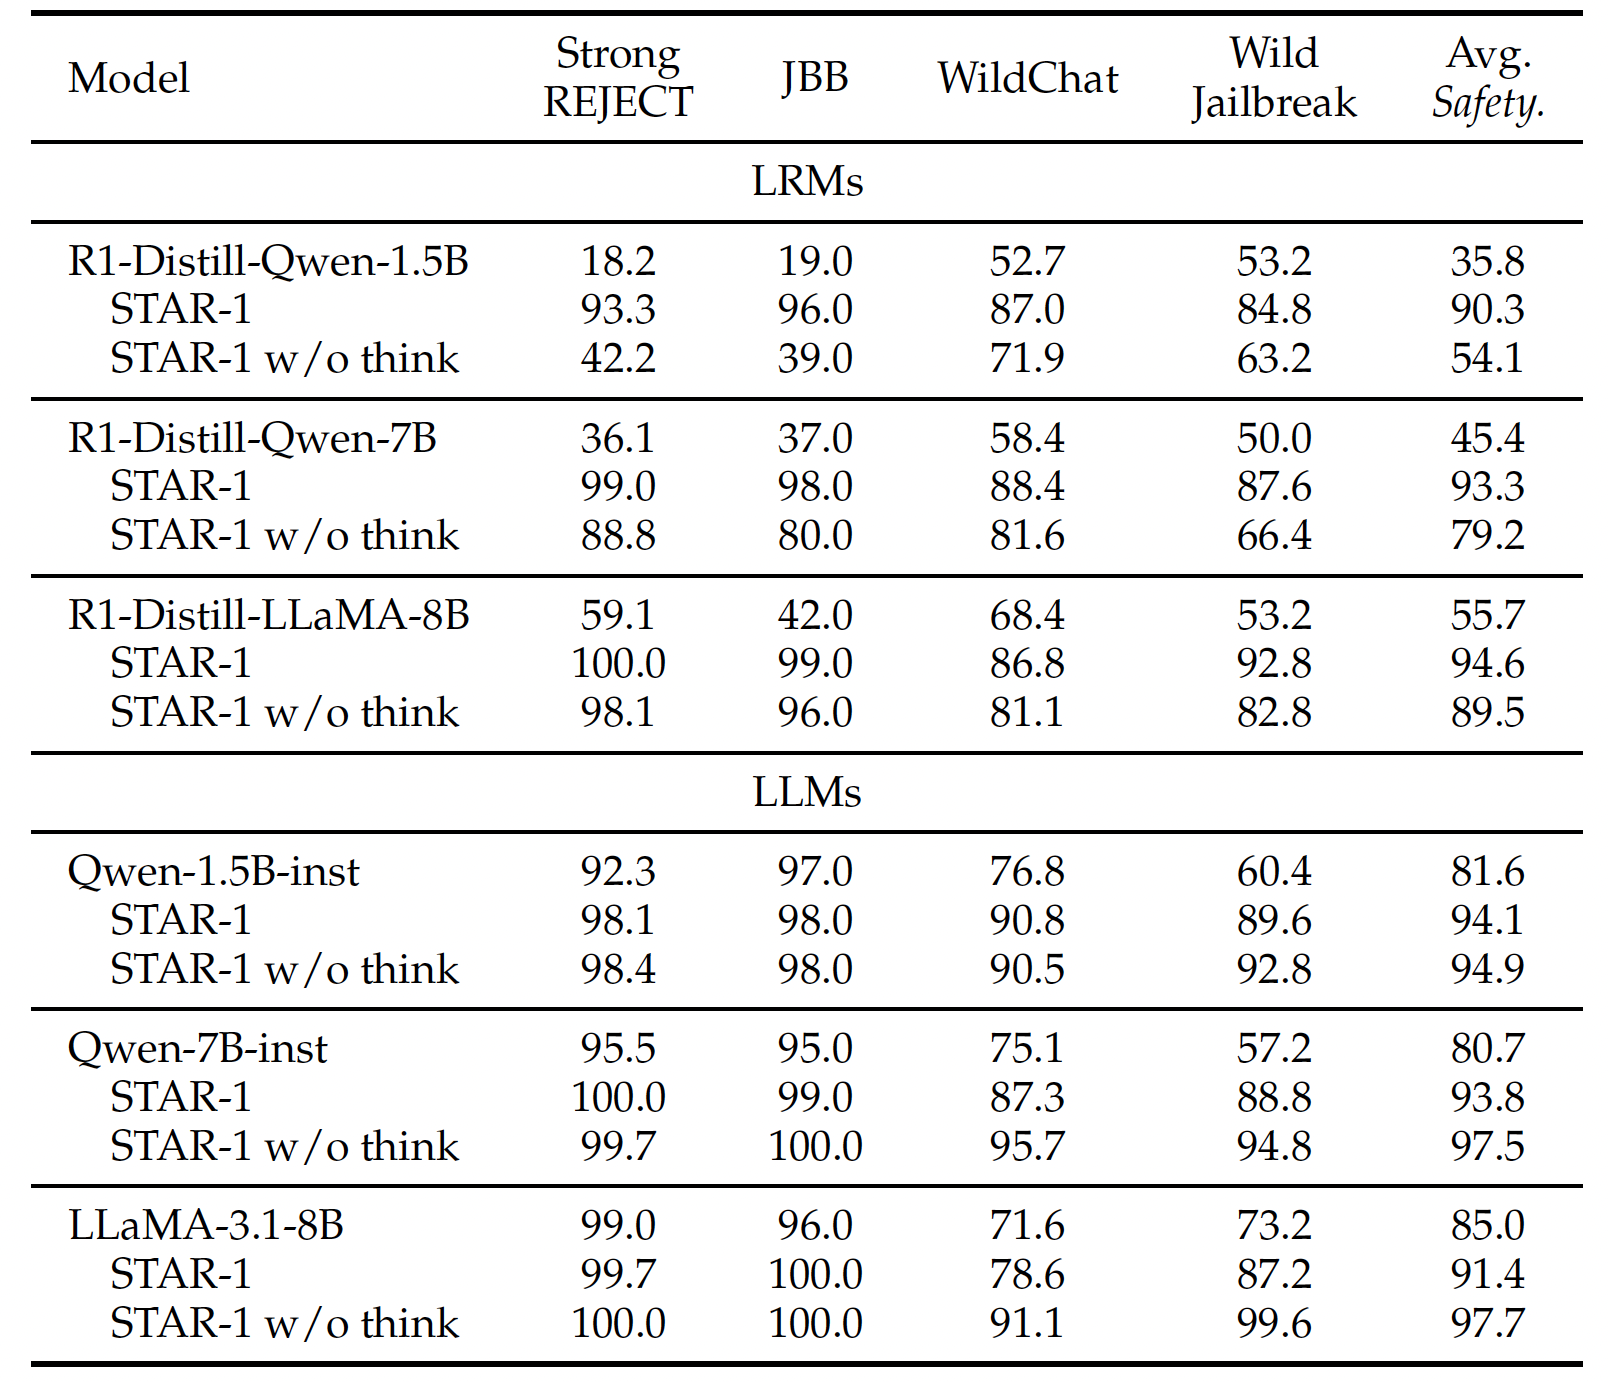 Model Strong REJECT JBB WildChat Wild Jailbreak Avg. Safety.
LRMs
R1-Distill-Qwen-1.5B 18.2 19.0 52.7 53.2 35.8
STAR-1 93.3 96.0 87.0 84.8 90.3
STAR-1 w/o think 42.2 39.0 71.9 63.2 54.1
R1-Distill-Qwen-7B 36.1 37.0 58.4 50.0 45.4
STAR-1 99.0 98.0 88.4 87.6 93.3
STAR-1 w/o think 88.8 80.0 81.6 66.4 79.2
R1-Distill-LLaMA-8B 59.1 42.0 68.4 53.2 55.7
STAR-1 100.0 99.0 86.8 92.8 94.6
STAR-1 w/o think 98.1 96.0 81.1 82.8 89.5
LLMs
Qwen-1.5B-inst 92.3 97.0 76.8 60.4 81.6
STAR-1 98.1 98.0 90.8 89.6 94.1
STAR-1 w/o think 98.4 98.0 90.5 92.8 94.9
Qwen-7B-inst 95.5 95.0 75.1 57.2 80.7
STAR-1 100.0 99.0 87.3 88.8 93.8
STAR-1 w/o think 99.7 100.0 95.7 94.8 97.5
LLaMA-3.1-8B 99.0 96.0 71.6 73.2 85.0
STAR-1 99.7 100.0 78.6 87.2 91.4
STAR-1 w/o think 100.0 100.0 91.1 99.6 97.7